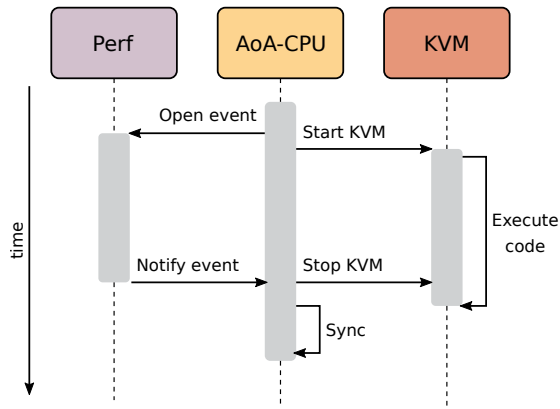 Perf
AoA-CPU
KVM
Open event
Start KVM
Execute
code
time
Notify event
Stop KVM
Sync